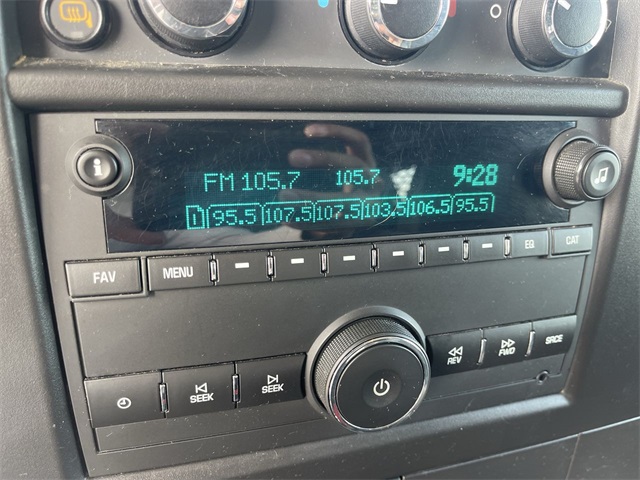 FM 105.7 105.7 9:28
1 95.5 107.5 107.5 103.5 106.5 95.5
FAV MENU EQ CAT
SEEK SEEK REV FWD SRCE